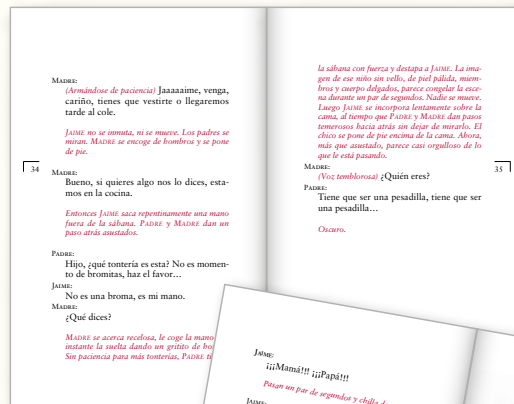 MADRE:
(Armándose de paciencia) Jaaaaaime, venga,
cariño, tienes que vestirte o llegaremos
tarde al cole.
JAIME no se inmuta, ni se mueve. Los padres se
miran. MADRE se encoge de hombros y se pone
de pie.
34
MADRE:
Bueno, si quieres algo nos lo dices, esta-
mos en la cocina.
Entonces JAIME saca repentinamente una mano
fuera de la sábana. PADRE y MADRE dan un
paso atrás asustados.
PADRE:
Hijo, ¿qué tontería es esta? No es momen-
to de bromitas, haz el favor…
JAIME:
No es una broma, es mi mano.
MADRE:
¿Qué dices?
MADRE se acerca recelosa, le coge la mano
instante la suelta dando un gritito de
Sin paciencia para más tonterías, PADRE
la sábana con fuerza y destapa a JAIME. La ima-
gen de ese niño sin vello, de piel pálida, miem-
bros y cuerpo delgados, parece congelar la esce-
na durante un par de segundos. Nadie se mueve.
Luego JAIME se incorpora lentamente sobre la
cama, al tiempo que PADRE y MADRE dan pasos
temerosos hacia atrás sin dejar de mirarlo. El
chico se pone de pie encima de la cama. Ahora,
más que asustado, parece casi orgulloso de lo
que le está pasando.
35
MADRE:
(Voz temblorosa) ¿Quién eres?
PADRE:
Tiene que ser una pesadilla, tiene que ser
una pesadilla…
Oscuro.
JAIME:
¡¡¡Mamá!!! ¡¡¡Papá!!!
Pasan un par de segundos y chilla
JAIME: